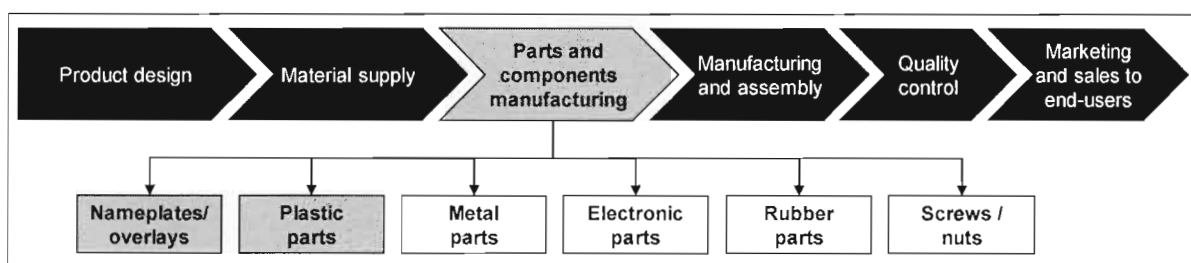 Product design
Material supply
Parts and
components
manufacturing
Manufacturing
and assembly
Quality
control
Marketing
and sales to
end-users
Nameplates/
overlays
Plastic
parts
Metal
parts
Electronic
parts
Rubber
parts
Screws /
nuts